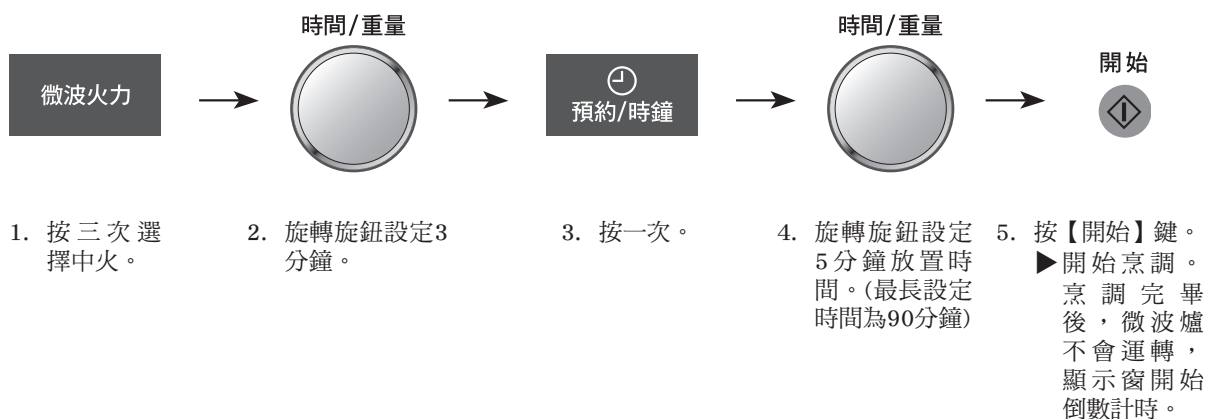 時間/重量
時間/重量
開始
微波火力
預約/時鐘
1. 按三次選
擇中火。
2. 旋轉旋鈕設定3
分鐘。
3. 按一次。
4. 旋轉旋鈕設定
5分鐘放置時
間。(最長設定
時間為90分鐘)
5. 按【開始】鍵。
▶開始烹調。
烹調完畢
後，微波爐
不會運轉，
顯示窗開始
倒數計時。